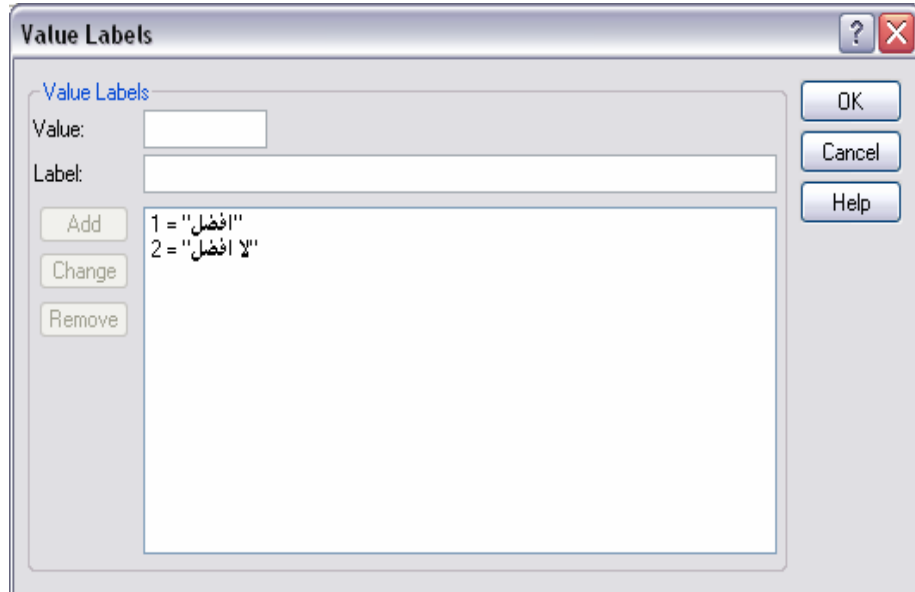 Value Labels
Value Labels
Value:
Label:
Add
Change
Remove
1 = "افضل"
2 = "لا افضل"
OK
Cancel
Help